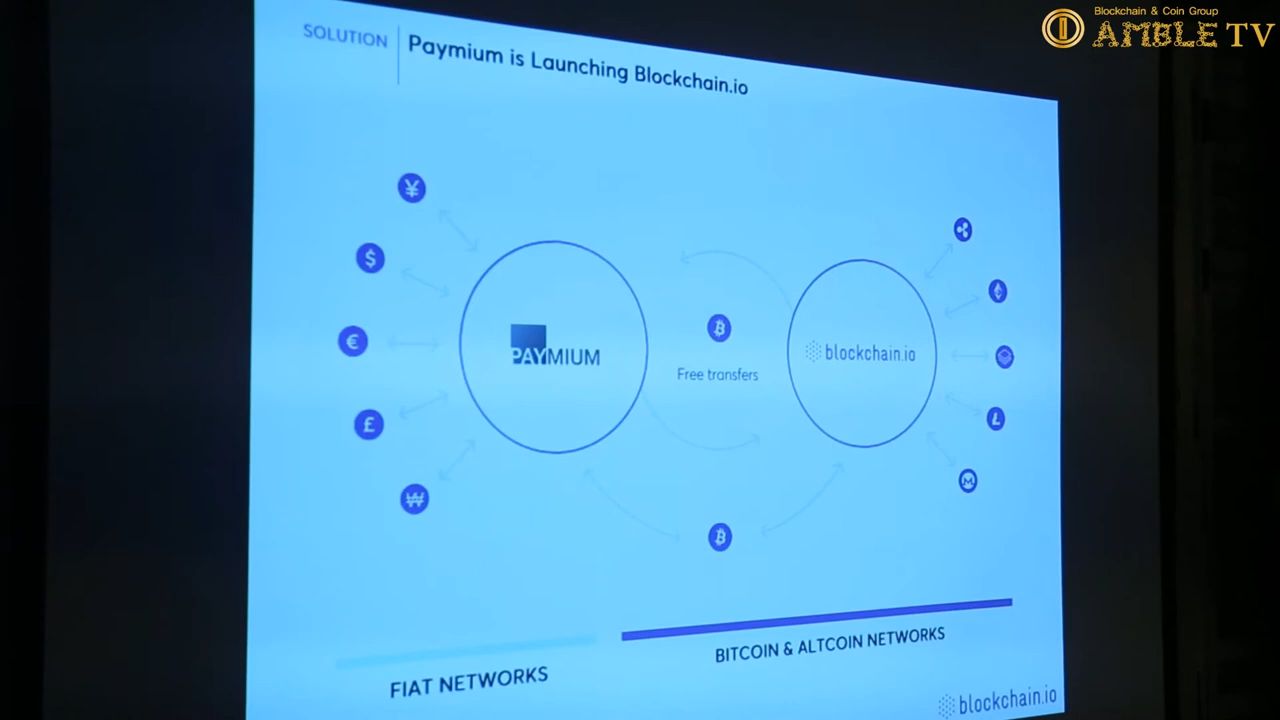 Blockchain & Coin Group
AMBLE TV
SOLUTION
Paymium is Launching Blockchain.io
¥
$
€
£
₩
PAYMIUM
₿
Free transfers
blockchain.io
Ł
₿
FIAT NETWORKS
BITCOIN & ALTCOIN NETWORKS
blockchain.io